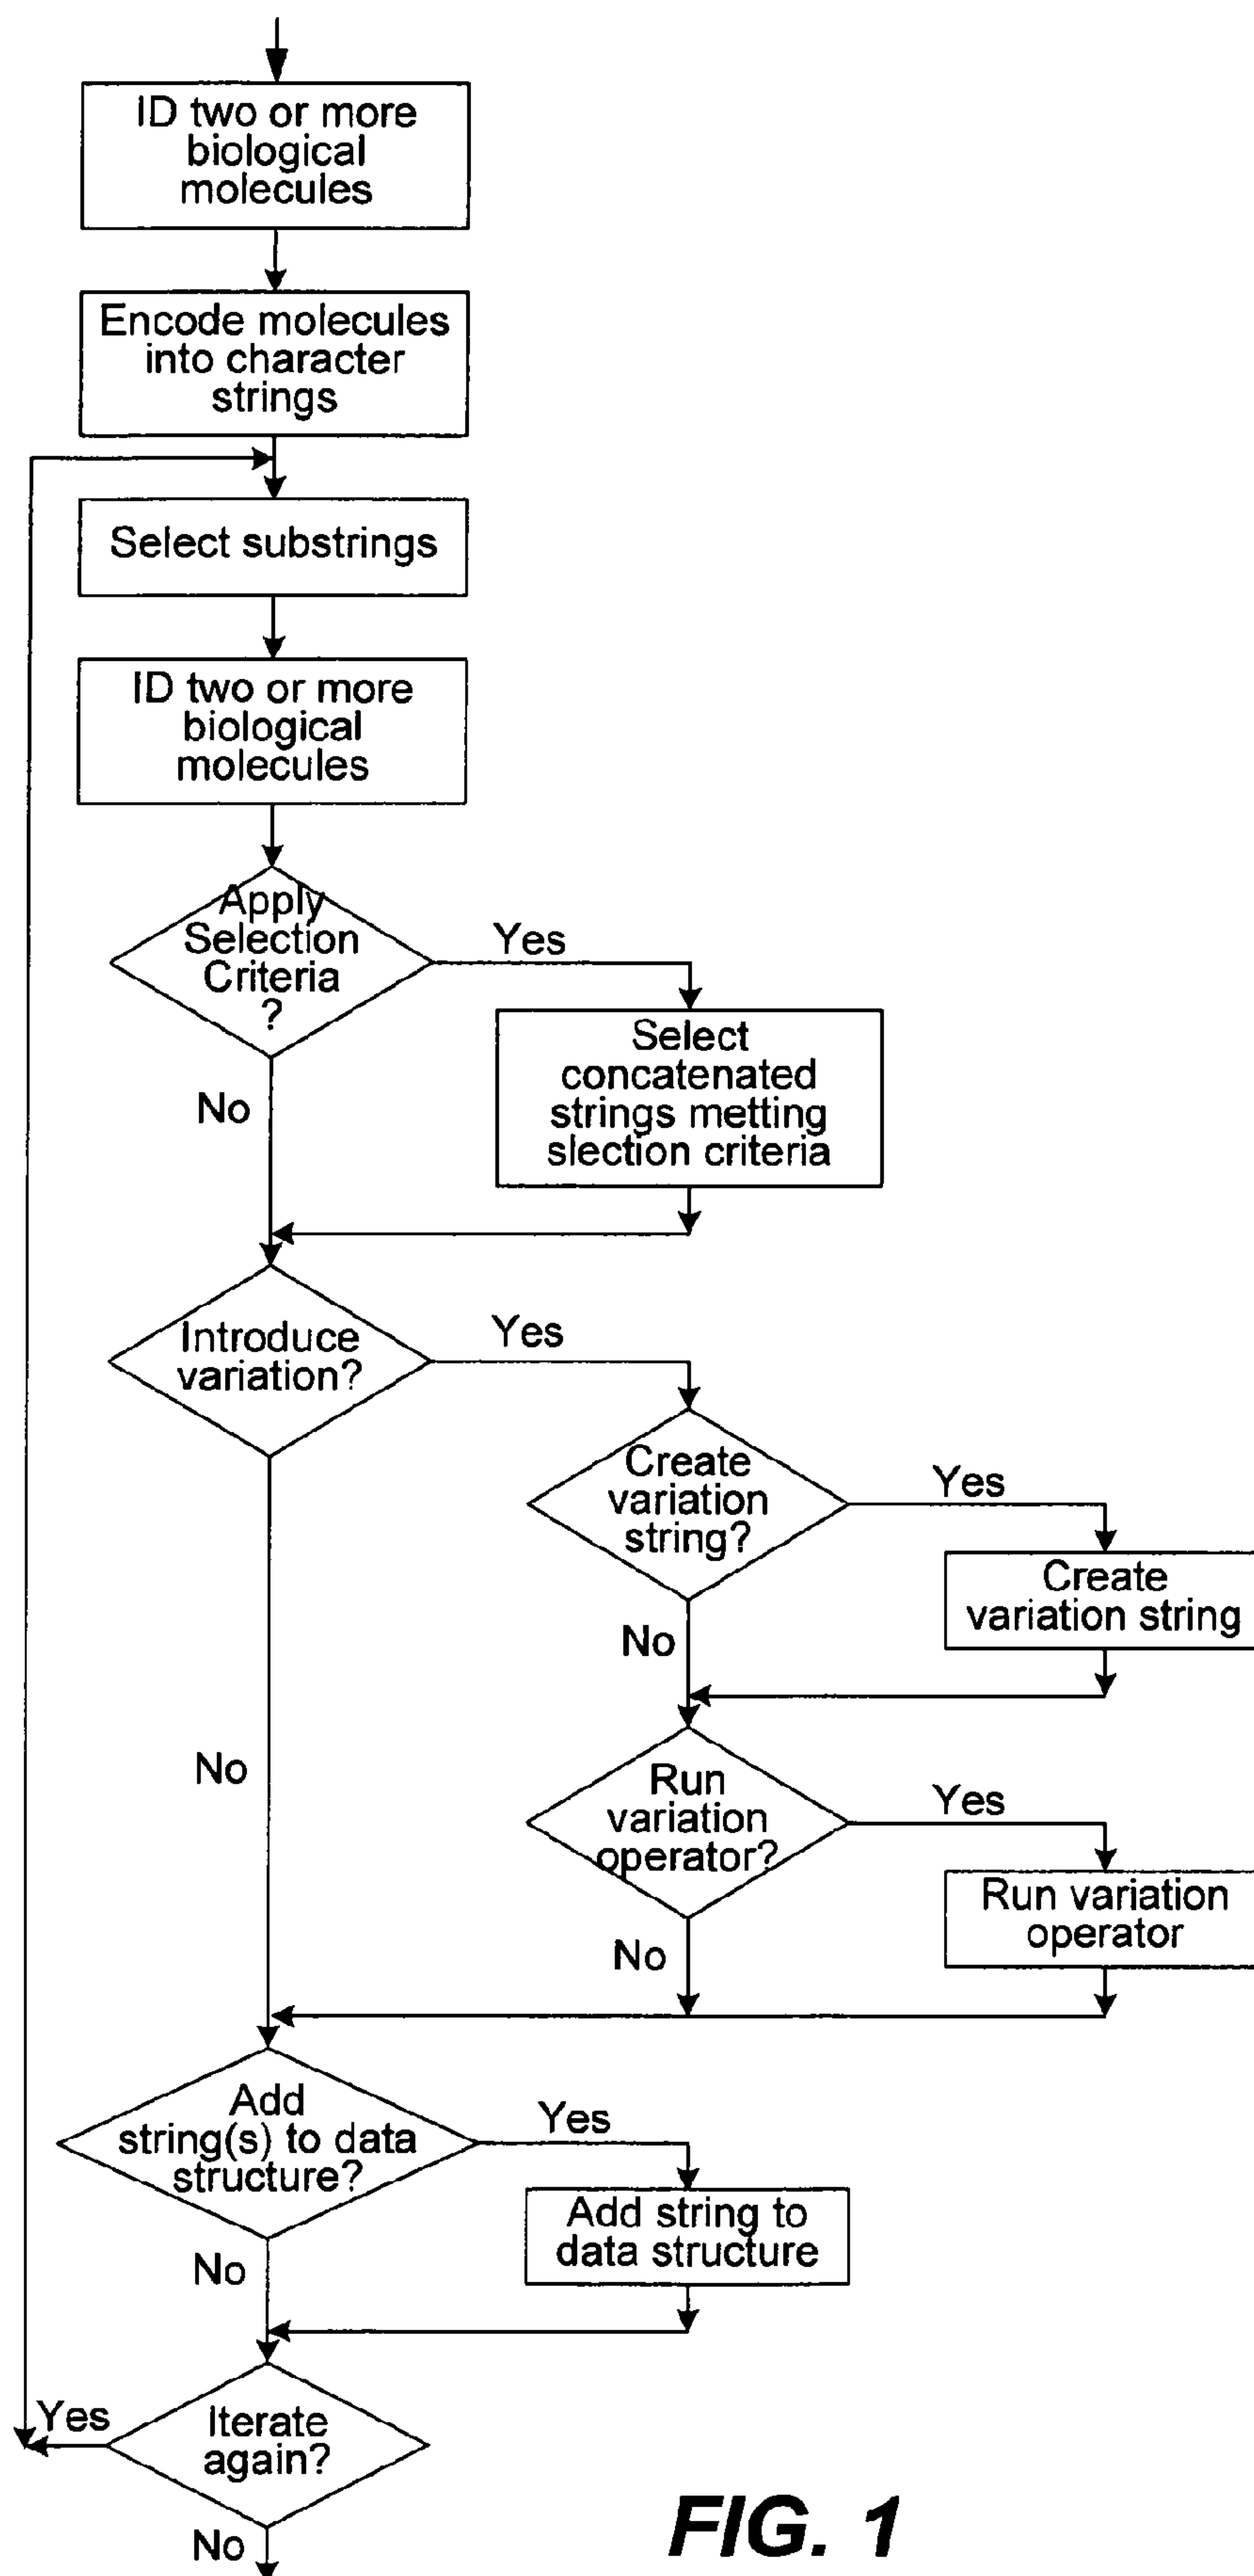 ID two or more
biological
molecules
Encode molecules
into character
strings
Select substrings
ID two or more
biological
molecules
Apply
Selection
Criteria
?
Yes
No
Select
concatenated
strings metting
slection criteria
Introduce
variation?
Yes
No
Create
variation
string?
Yes
No
Create
variation string
Run
variation
operator?
Yes
No
Run variation
operator
Add
string(s) to data
structure?
Yes
No
Add string to
data structure
Iterate
again?
Yes
No
FIG. 1